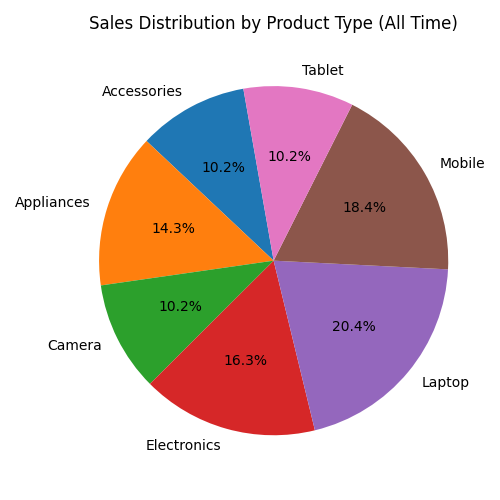 Sales Distribution by Product Type (All Time)
Tablet
10.2%
Accessories
10.2%
Mobile
18.4%
Appliances
14.3%
Camera
10.2%
Laptop
20.4%
Electronics
16.3%